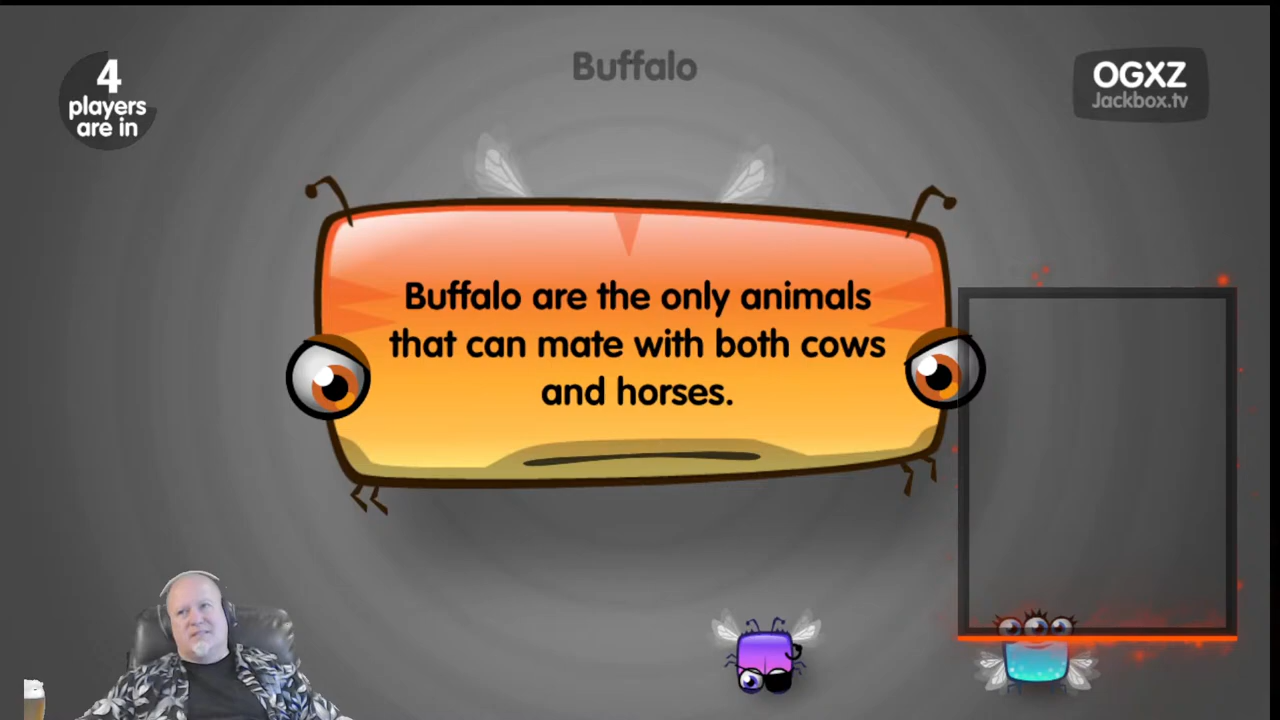 4
players
are in
Buffalo
OGXZ
Jackbox.tv
Buffalo are the only animals
that can mate with both cows
and horses.